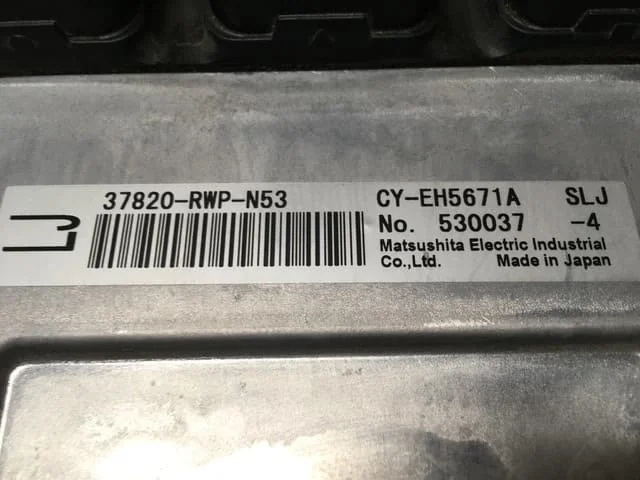 37820-RWP-N53
CY-EH5671A SLJ
No. 530037 -4
Matsushita Electric Industrial
Co.,Ltd. Made in Japan